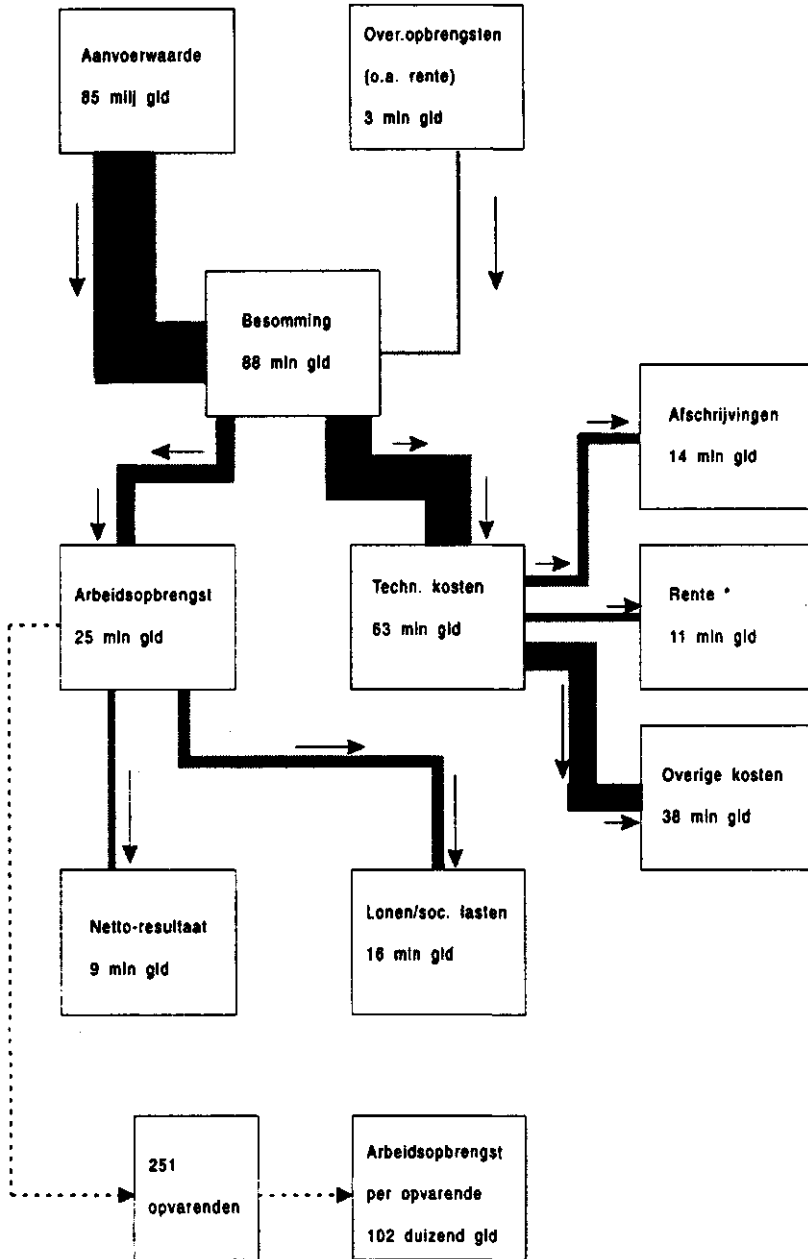 Aanvoerwaarde
85 milj gld
Over.opbrengsten
(o.a. rente)
3 mln gld
Besomming
88 mln gld
Afschrijvingen
14 mln gld
Arbeidsopbrengst
25 mln gld
Techn. kosten
63 mln gld
Rente *
11 mln gld
Overige kosten
38 mln gld
Netto-resultaat
9 mln gld
Lonen/soc. lasten
16 mln gld
251
opvarenden
Arbeidsopbrengst
per opvarende
102 duizend gld